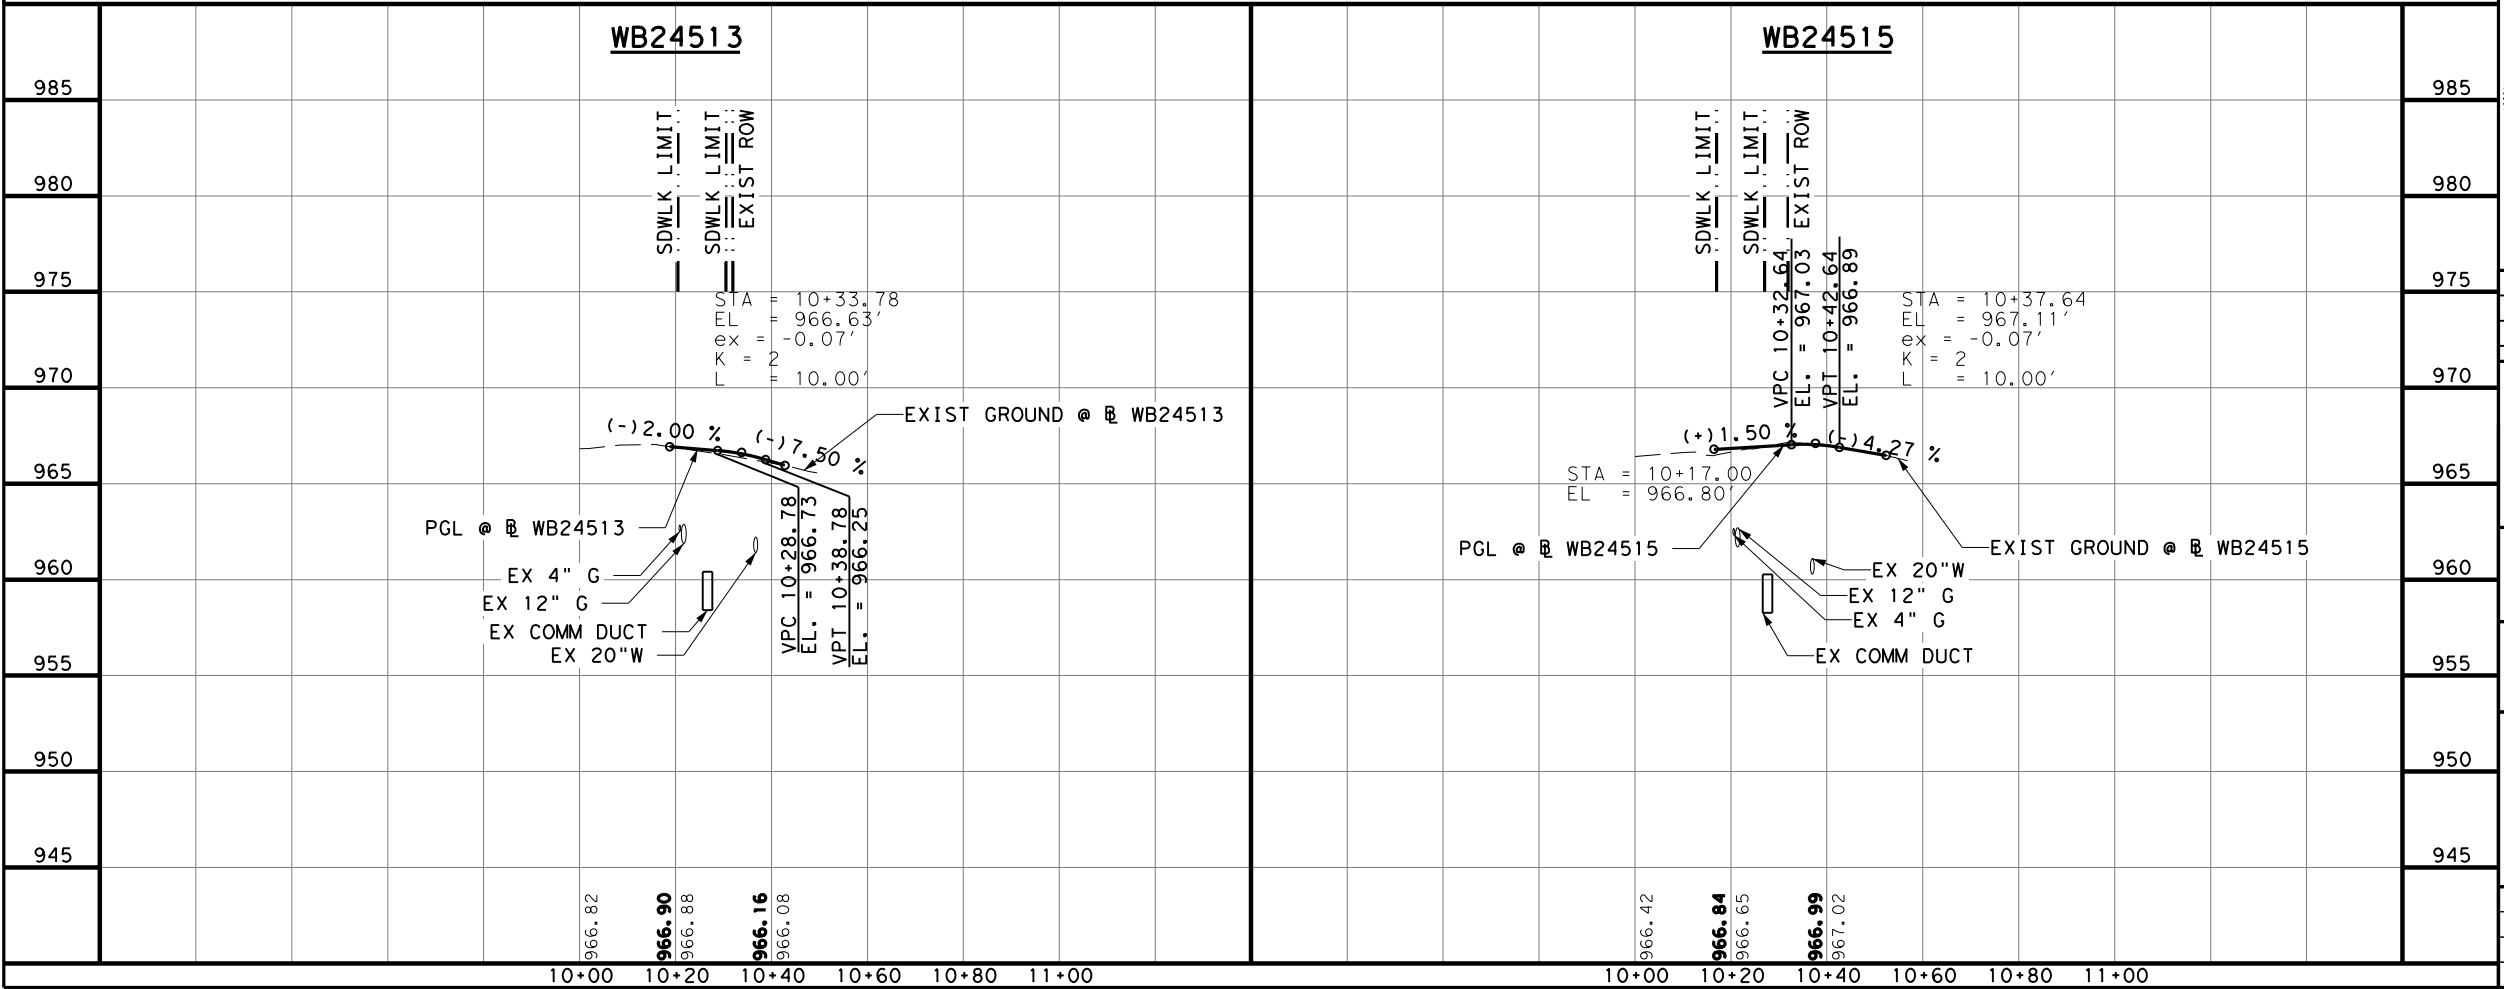 WB24513
WB24515
985
980
975
970
965
960
955
950
945
SDWLK LIMIT
SDWLK LIMIT
EXIST ROW
STA = 10+33.78
EL = 966.63'
ex = -0.07'
K = 2
L = 10.00'
(-)2.00 %
(-)7.50 %
EXIST GROUND @ BL WB24513
PGL @ BL WB24513
EX 4" G
EX 12" G
EX COMM DUCT
EX 20"W
VPC 10+28.78
EL. = 966.73
VPT 10+38.78
EL. = 966.25
966.82
966.90
966.88
966.16
966.08
10+00 10+20 10+40 10+60 10+80 11+00
SDWLK LIMIT
SDWLK LIMIT
EXIST ROW
VPC 10+32.64
EL. = 967.03
VPT 10+42.64
EL. = 966.89
STA = 10+37.64
EL = 967.11'
ex = -0.07'
K = 2
L = 10.00'
(+)1.50 %
(-)4.27 %
STA = 10+17.00
EL = 966.80'
PGL @ BL WB24515
EXIST GROUND @ BL WB24515
EX 20"W
EX 12" G
EX 4" G
EX COMM DUCT
966.42
966.84
966.65
966.99
967.02
10+00 10+20 10+40 10+60 10+80 11+00
985
980
975
970
965
960
955
950
945